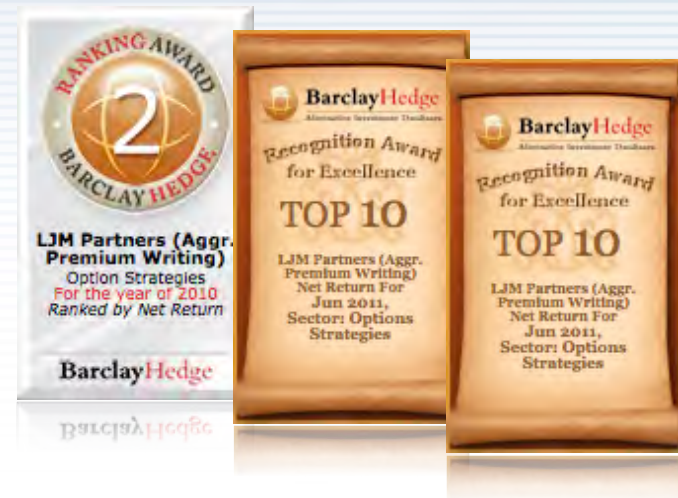 RANKING AWARD
2
BARCLAY HEDGE
LJM Partners (Aggr.
Premium Writing)
Option Strategies
For the year of 2010
Ranked by Net Return
BarclayHedge
BarclayHedge
Alternative Investment Databases
Recognition Award
for Excellence
TOP 10
LJM Partners (Aggr.
Premium Writing)
Net Return For
Jun 2011,
Sector: Options
Strategies
BarclayHedge
Alternative Investment Databases
Recognition Award
for Excellence
TOP 10
LJM Partners (Aggr.
Premium Writing)
Net Return For
Jun 2011,
Sector: Options
Strategies